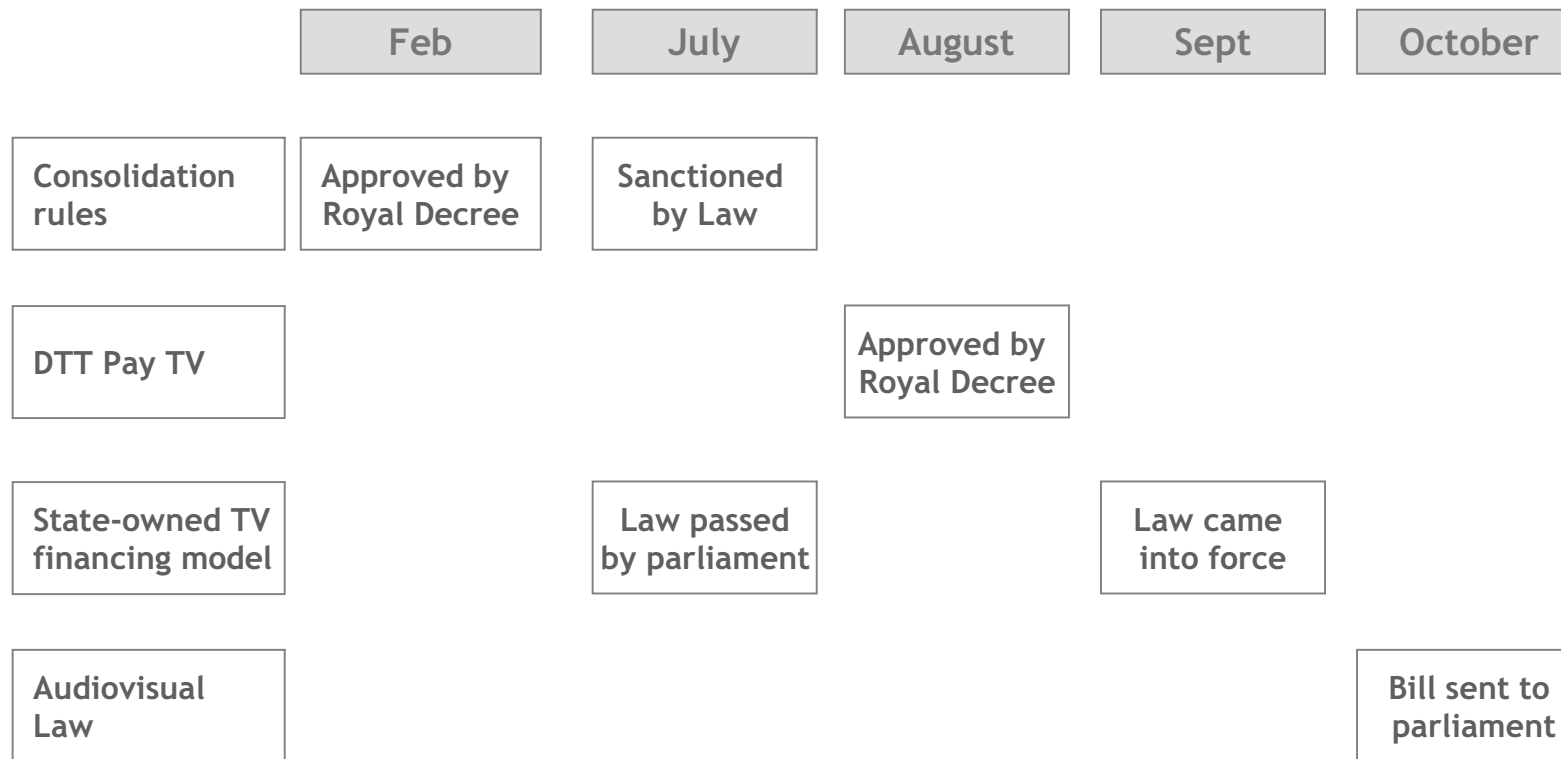 Feb
July
August
Sept
October
Consolidation
rules
Approved by
Royal Decree
Sanctioned
by Law
DTT Pay TV
Approved by
Royal Decree
State-owned TV
financing model
Law passed
by parliament
Law came
into force
Audiovisual
Law
Bill sent to
parliament